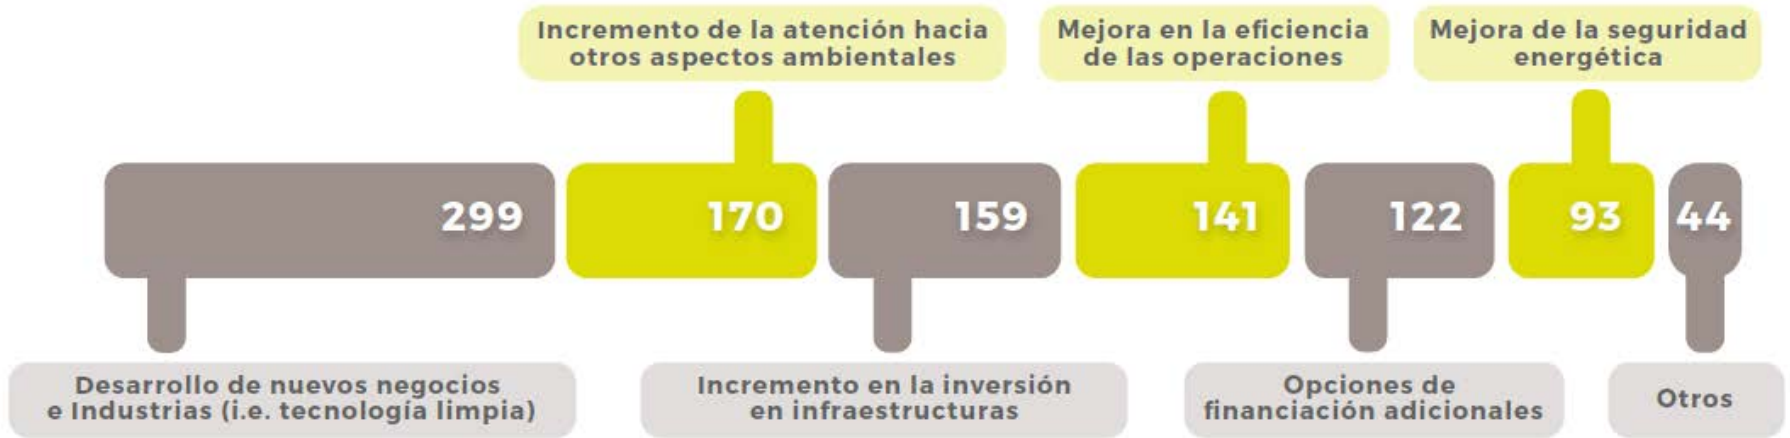 Incremento de la atención hacia
otros aspectos ambientales
Mejora en la eficiencia
de las operaciones
Mejora de la seguridad
energética
299
170
159
141
122
93
44
Desarrollo de nuevos negocios
e Industrias (i.e. tecnología limpia)
Incremento en la inversión
en infraestructuras
Opciones de
financiación adicionales
Otros